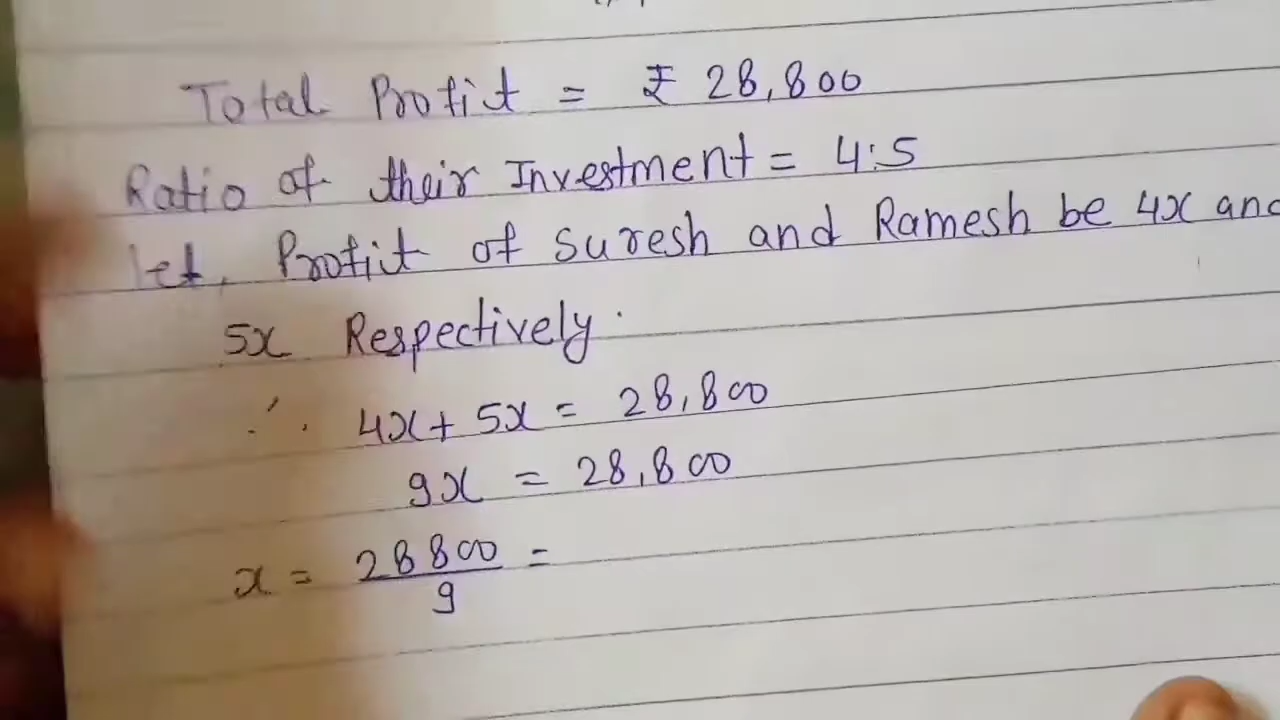 Total Profit = ₹ 28,800
Ratio of their Investment = 4:5
let, Profit of Suresh and Ramesh be 4x and
5x Respectively.
∴ 4x + 5x = 28,800
9x = 28,800
x = 28800/9 =